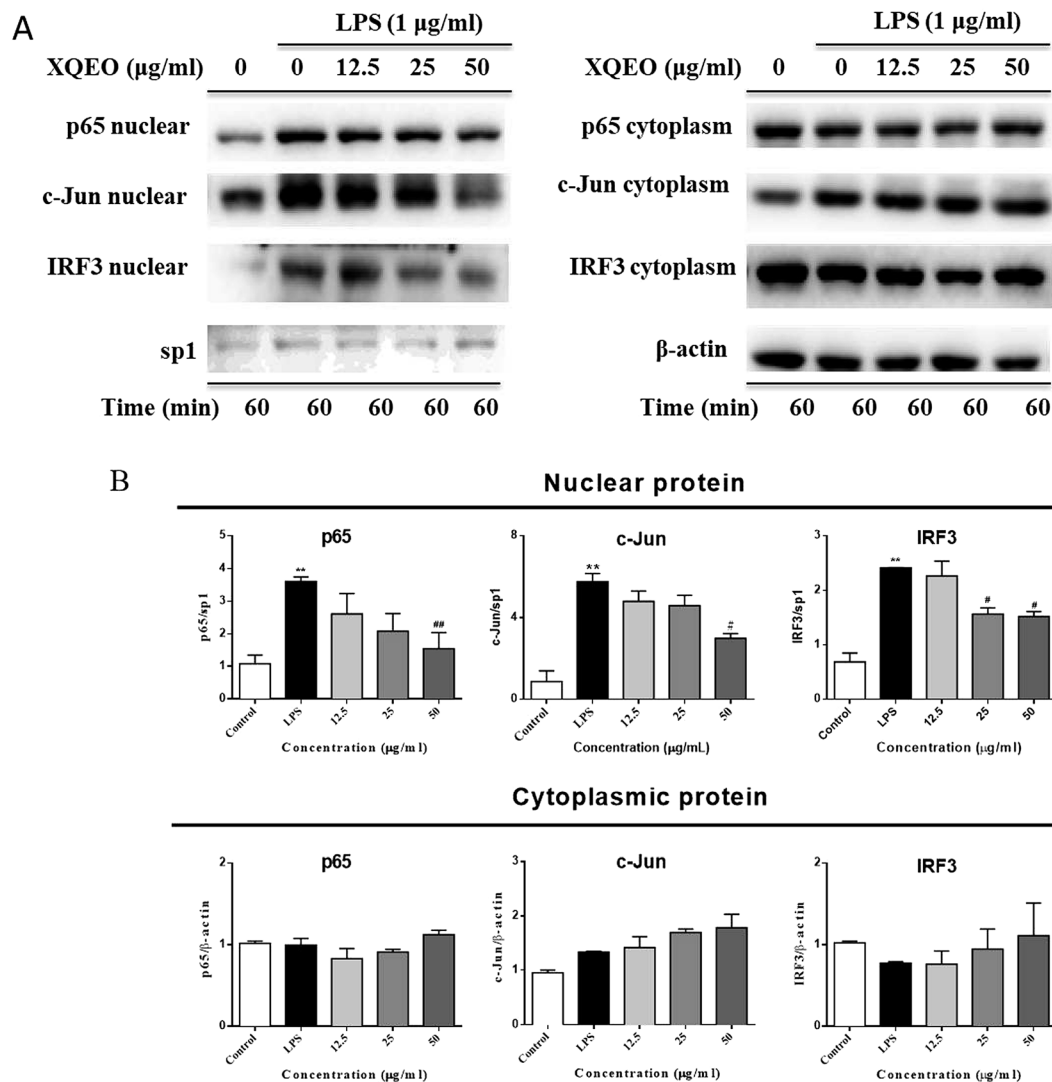 A
LPS (1 μg/ml)
XQEO (μg/ml) 0 0 12.5 25 50
p65 nuclear
c-Jun nuclear
IRF3 nuclear
sp1
Time (min) 60 60 60 60 60
LPS (1 μg/ml)
XQEO (μg/ml) 0 0 12.5 25 50
p65 cytoplasm
c-Jun cytoplasm
IRF3 cytoplasm
β-actin
Time (min) 60 60 60 60 60
B
Nuclear protein
p65
p65/sp1
5
4
3
2
1
0
**
##
Control LPS 12.5 25 50
Concentration (μg/ml)
c-Jun
c-Jun/sp1
8
4
0
**
#
Control LPS 12.5 25 50
Concentration (μg/mL)
IRF3
IRF3/sp1
3
2
1
0
**
#
#
Control LPS 12.5 25 50
Concentration (μg/ml)
Cytoplasmic protein
p65
p65/β-actin
2
1
0
Control LPS 12.5 25 50
Concentration (μg/ml)
c-Jun
c-Jun/β-actin
3
2
1
0
Control LPS 12.5 25 50
Concentration (μg/ml)
IRF3
IRF3/β-actin
2
1
0
Control LPS 12.5 25 50
Concentration (μg/ml)